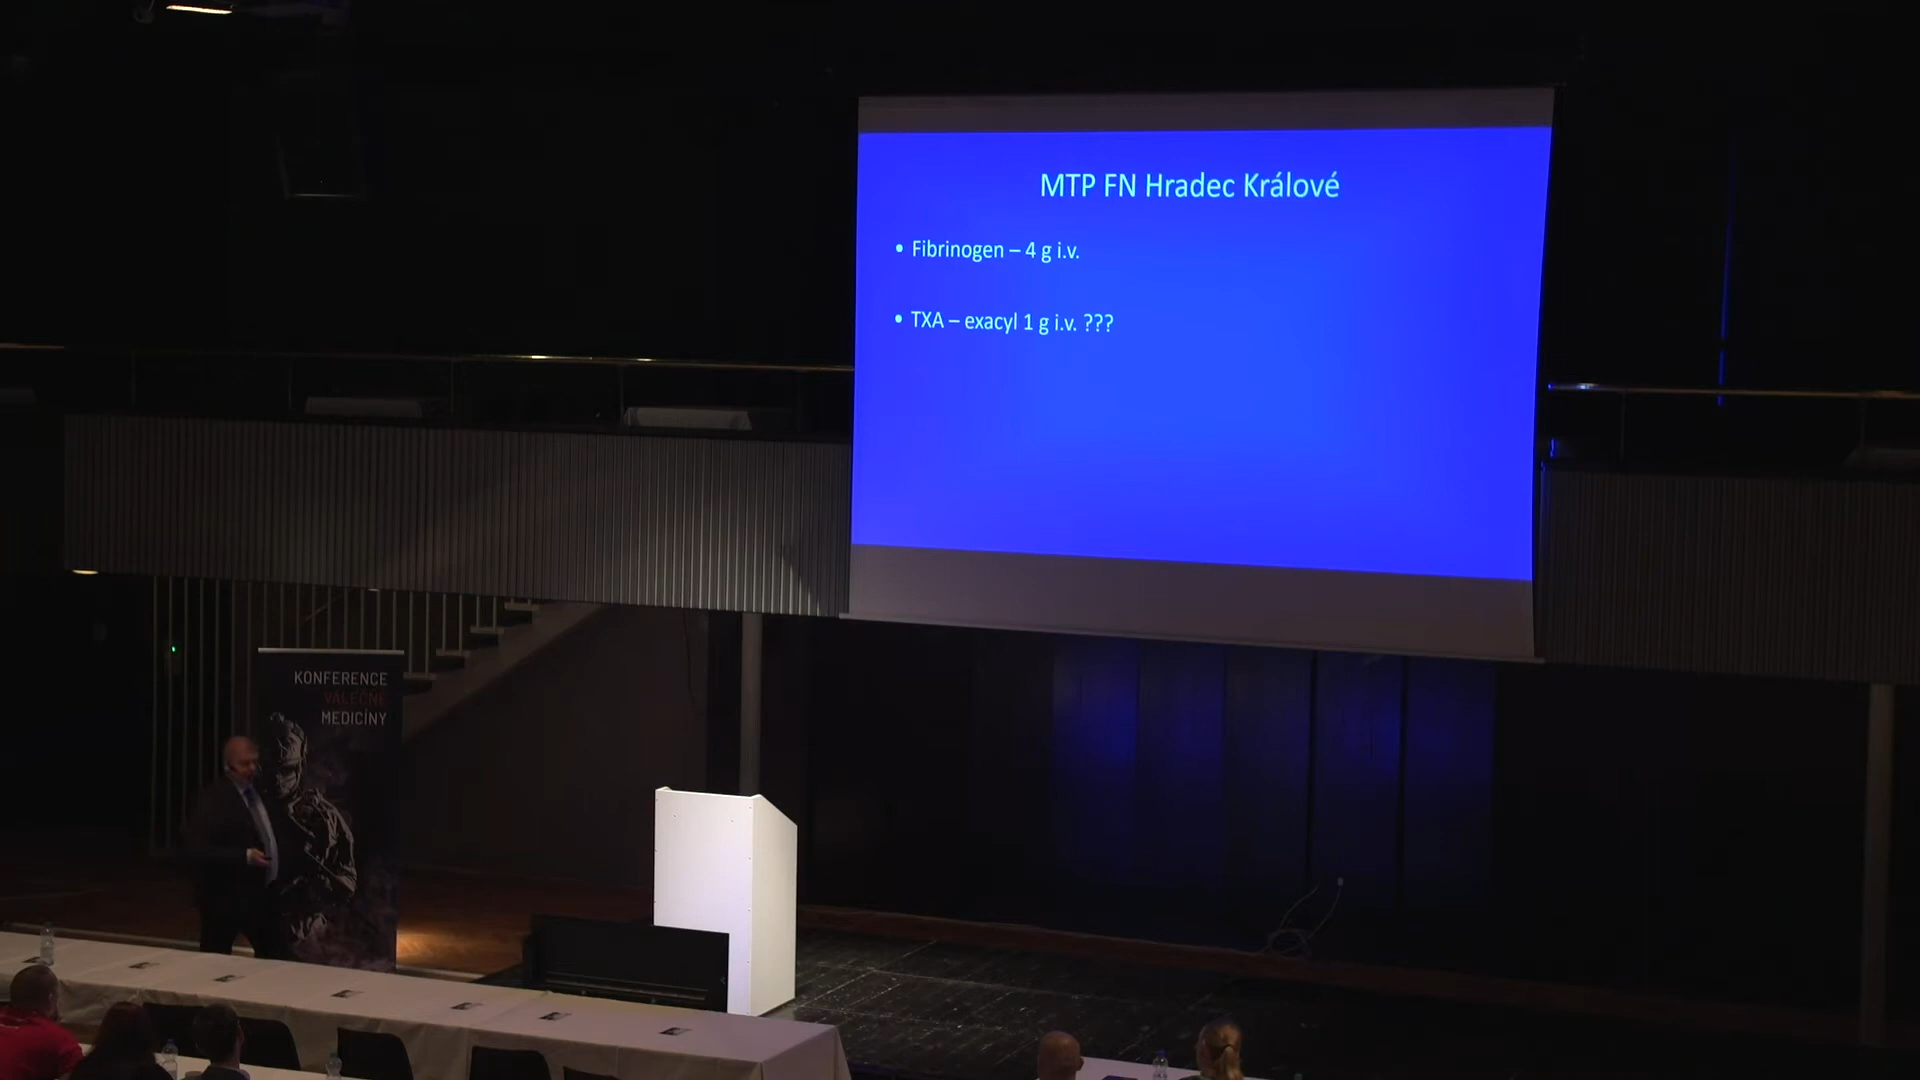 MTP FN Hradec Králové
• Fibrinogen – 4 g i.v.
• TXA – exacyl 1 g i.v. ???
KONFERENCE
VÁLEČNÉ
MEDICÍNY